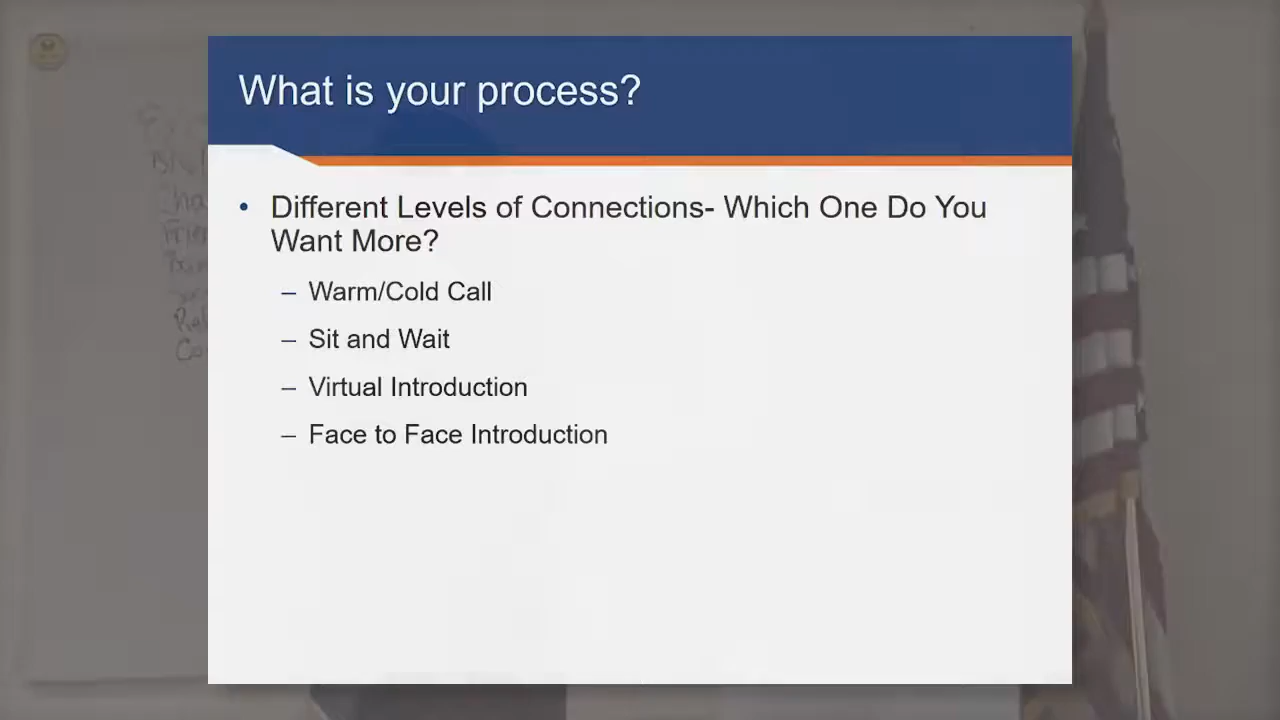 What is your process?
• Different Levels of Connections- Which One Do You
Want More?
– Warm/Cold Call
– Sit and Wait
– Virtual Introduction
– Face to Face Introduction